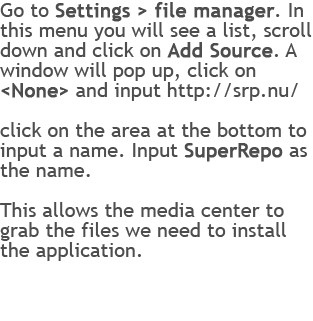 Go to Settings > file manager. In
this menu you will see a list, scroll
down and click on Add Source. A
window will pop up, click on
<None> and input http://srp.nu/
click on the area at the bottom to
input a name. Input SuperRepo as
the name.
This allows the media center to
grab the files we need to install
the application.